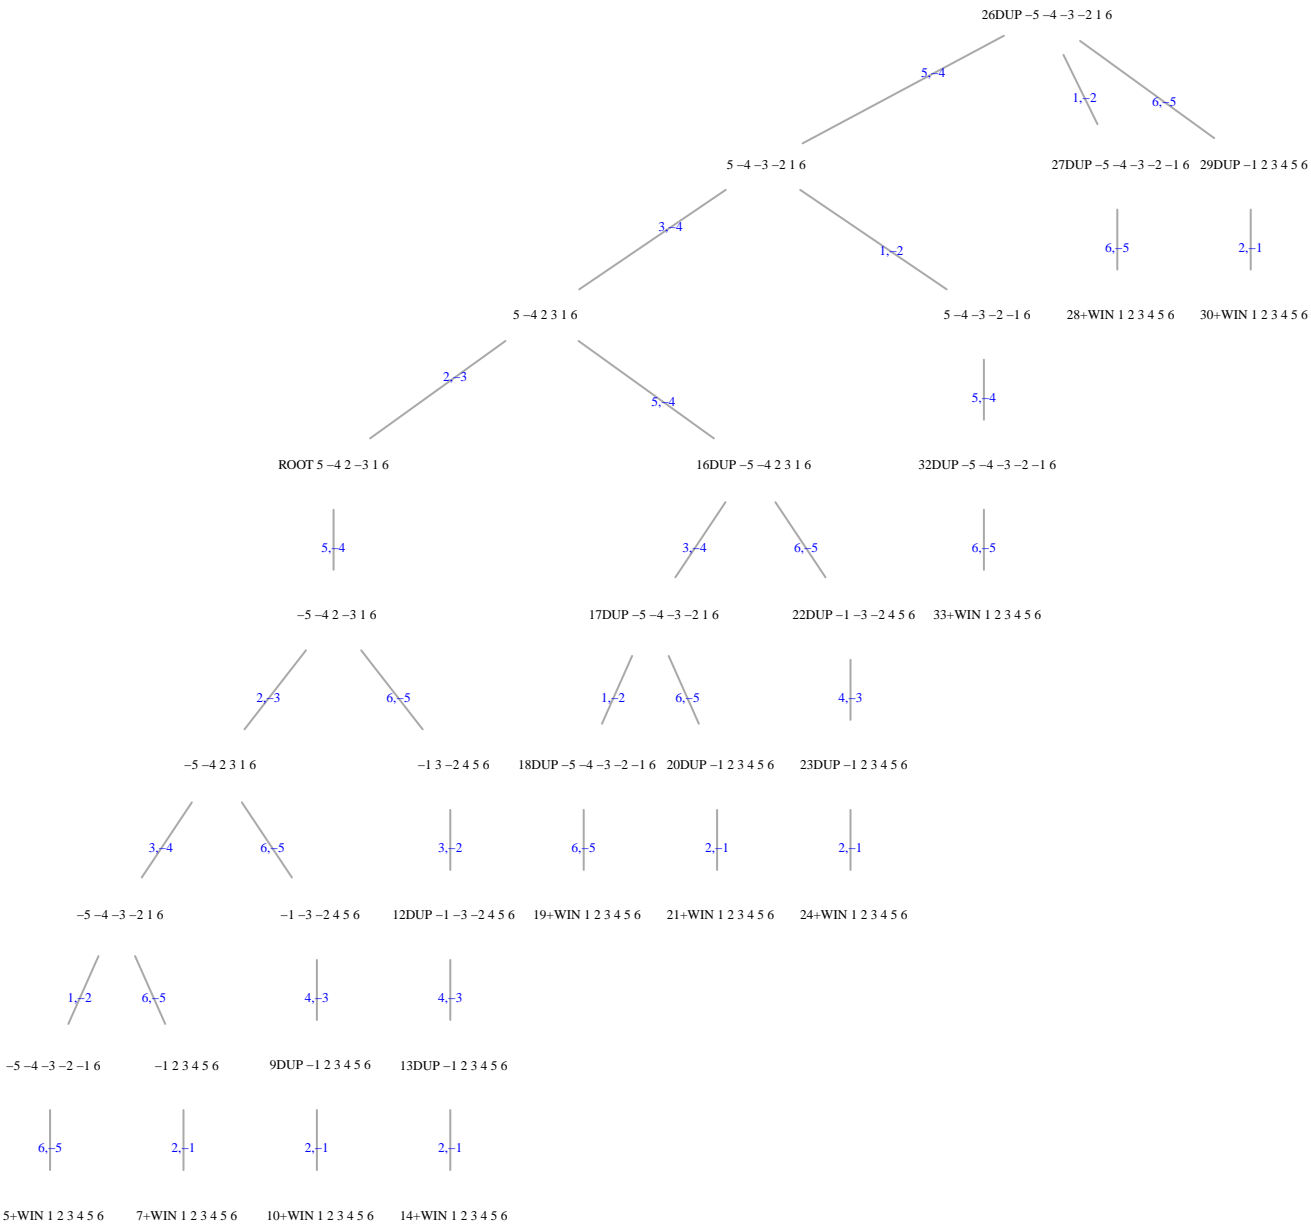 26DUP −5 −4 −3 −2 1 6
5,−4
1,−2
6,−5
5 −4 −3 −2 1 6
27DUP −5 −4 −3 −2 −1 6
29DUP −1 2 3 4 5 6
3,−4
1,−2
6,−5
2,−1
5 −4 2 3 1 6
5 −4 −3 −2 −1 6
28+WIN 1 2 3 4 5 6
30+WIN 1 2 3 4 5 6
2,−3
5,−4
5,−4
ROOT 5 −4 2 −3 1 6
16DUP −5 −4 2 3 1 6
32DUP −5 −4 −3 −2 −1 6
5,−4
3,−4
6,−5
6,−5
−5 −4 2 −3 1 6
17DUP −5 −4 −3 −2 1 6
22DUP −1 −3 −2 4 5 6
33+WIN 1 2 3 4 5 6
2,−3
6,−5
1,−2
6,−5
4,−3
−5 −4 2 3 1 6
−1 3 −2 4 5 6
18DUP −5 −4 −3 −2 −1 6
20DUP −1 2 3 4 5 6
23DUP −1 2 3 4 5 6
3,−4
6,−5
3,−2
6,−5
2,−1
2,−1
−5 −4 −3 −2 1 6
−1 −3 −2 4 5 6
12DUP −1 −3 −2 4 5 6
19+WIN 1 2 3 4 5 6
21+WIN 1 2 3 4 5 6
24+WIN 1 2 3 4 5 6
1,−2
6,−5
4,−3
4,−3
−5 −4 −3 −2 −1 6
−1 2 3 4 5 6
9DUP −1 2 3 4 5 6
13DUP −1 2 3 4 5 6
6,−5
2,−1
2,−1
2,−1
5+WIN 1 2 3 4 5 6
7+WIN 1 2 3 4 5 6
10+WIN 1 2 3 4 5 6
14+WIN 1 2 3 4 5 6